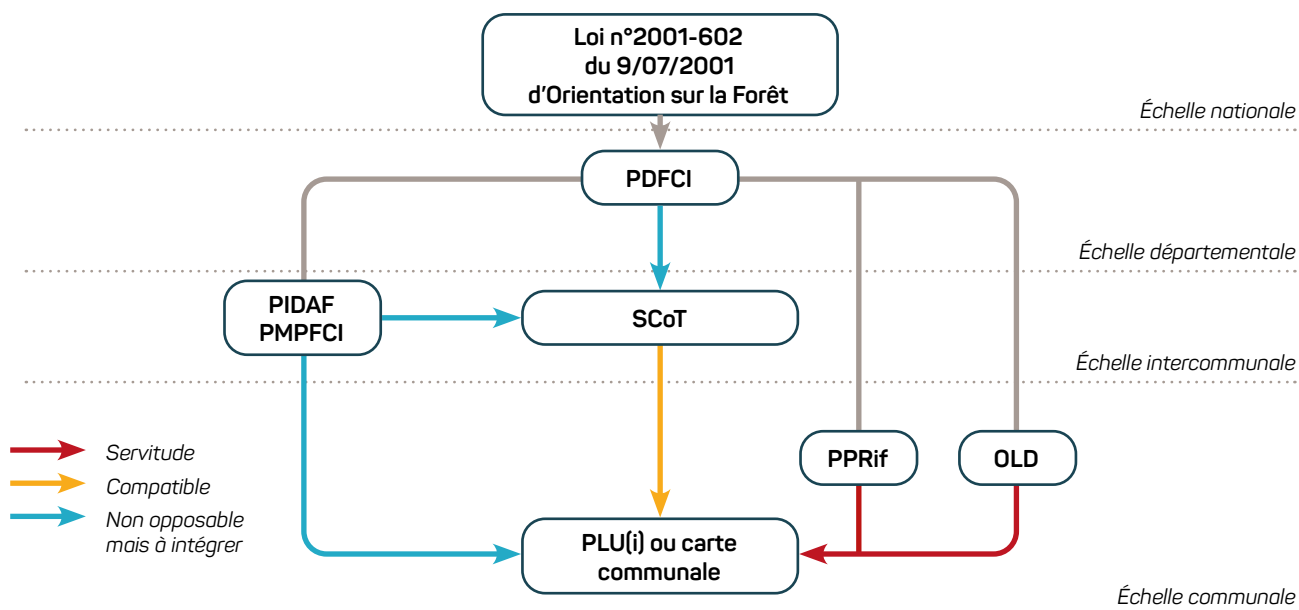 Loi n°2001-602
du 9/07/2001
d'Orientation sur la Forêt
Échelle nationale
PDFCI
Échelle départementale
PIDAF
PMPFCI
SCoT
Échelle intercommunale
Servitude
Compatible
Non opposable
mais à intégrer
PPRif
OLD
PLU(i) ou carte
communale
Échelle communale